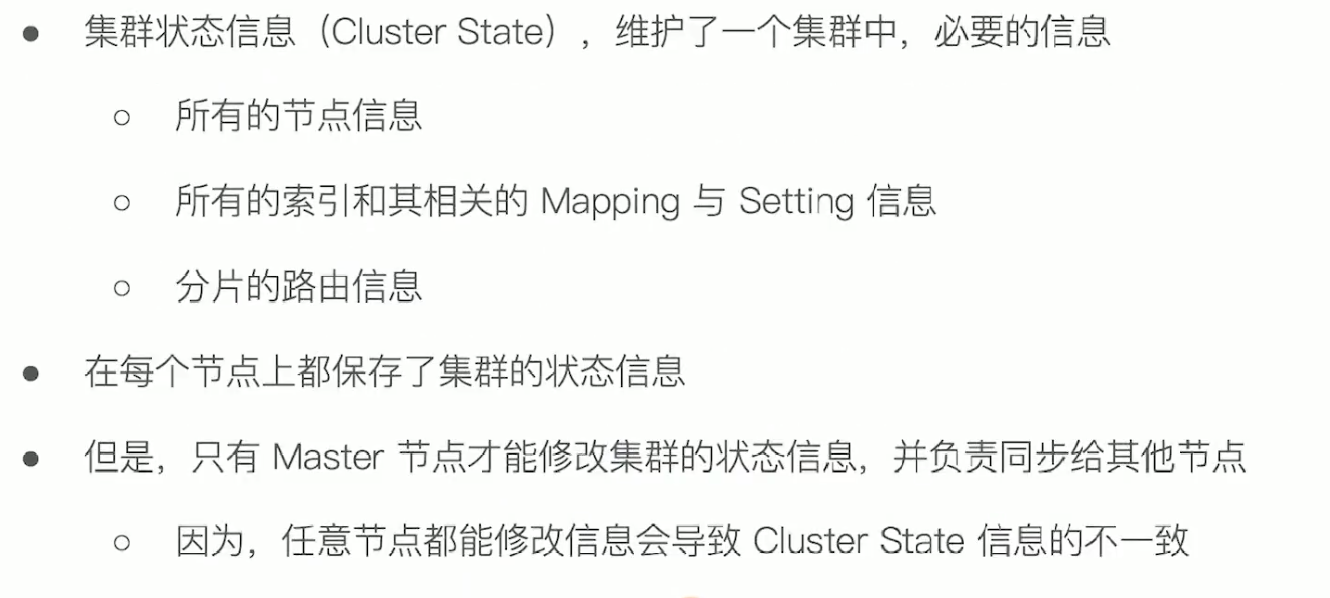 集群状态信息（Cluster State），维护了一个集群中，必要的信息
所有的节点信息
所有的索引和其相关的 Mapping 与 Setting 信息
分片的路由信息
在每个节点上都保存了集群的状态信息
但是，只有 Master 节点才能修改集群的状态信息，并负责同步给其他节点
因为，任意节点都能修改信息会导致 Cluster State 信息的不一致